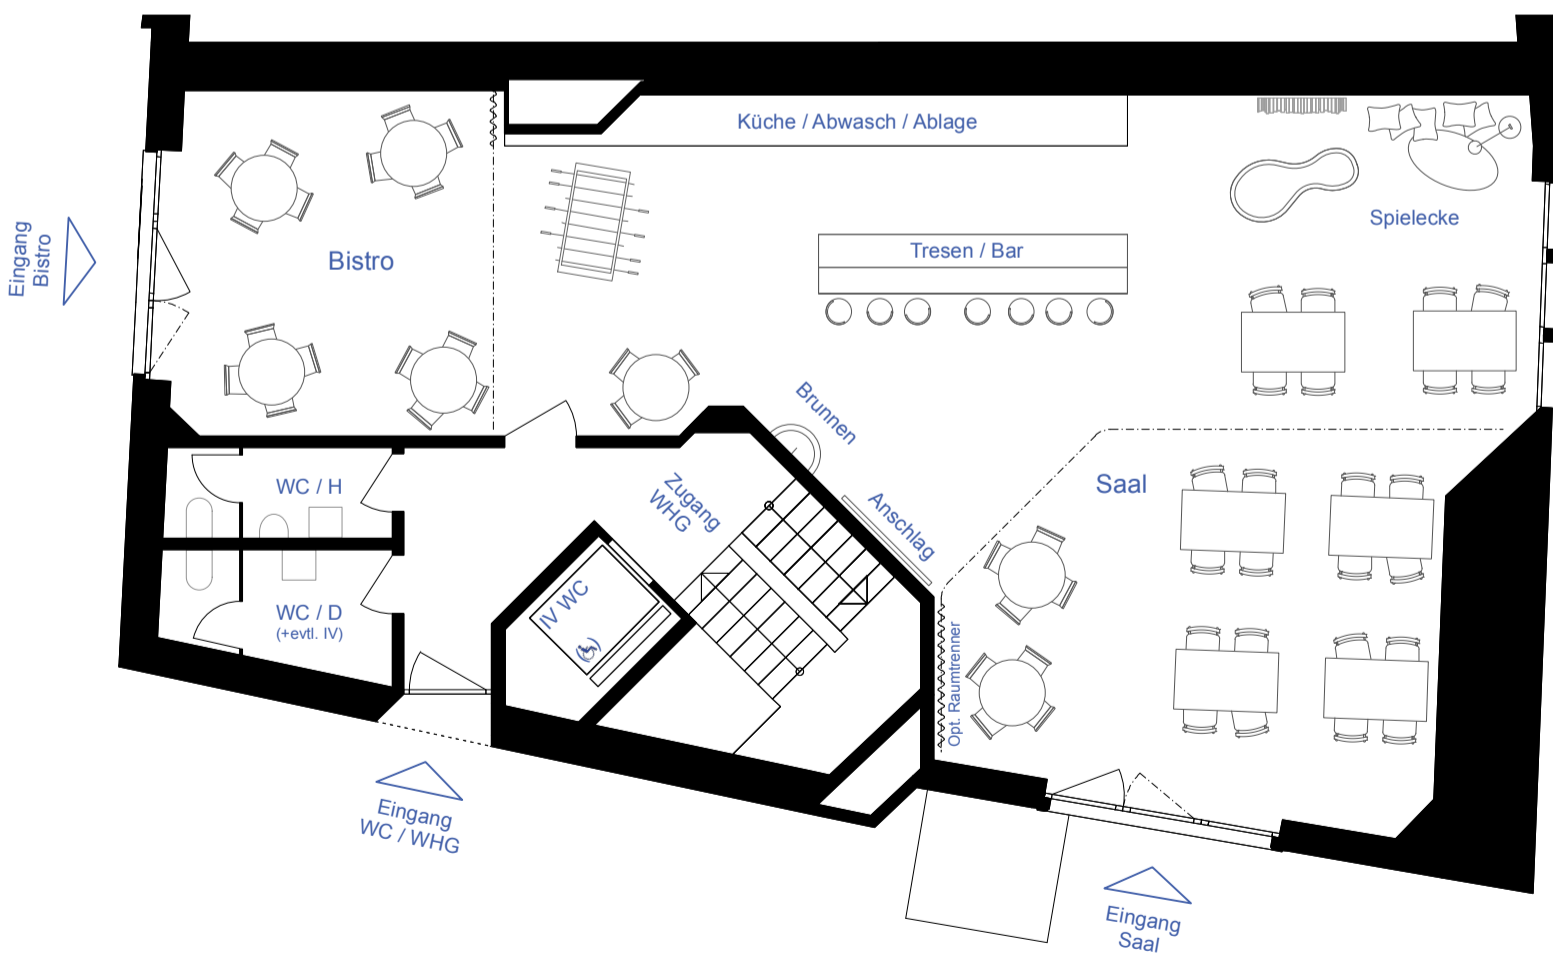 Küche / Abwasch / Ablage
Spielecke
Eingang
Bistro
Bistro
Tresen / Bar
Brunnen
WC / H
Zugang
WHG
Anschlag
Saal
IV WC
WC / D
(+evtl. IV)
Opt. Raumtrenner
Eingang
WC / WHG
Eingang
Saal